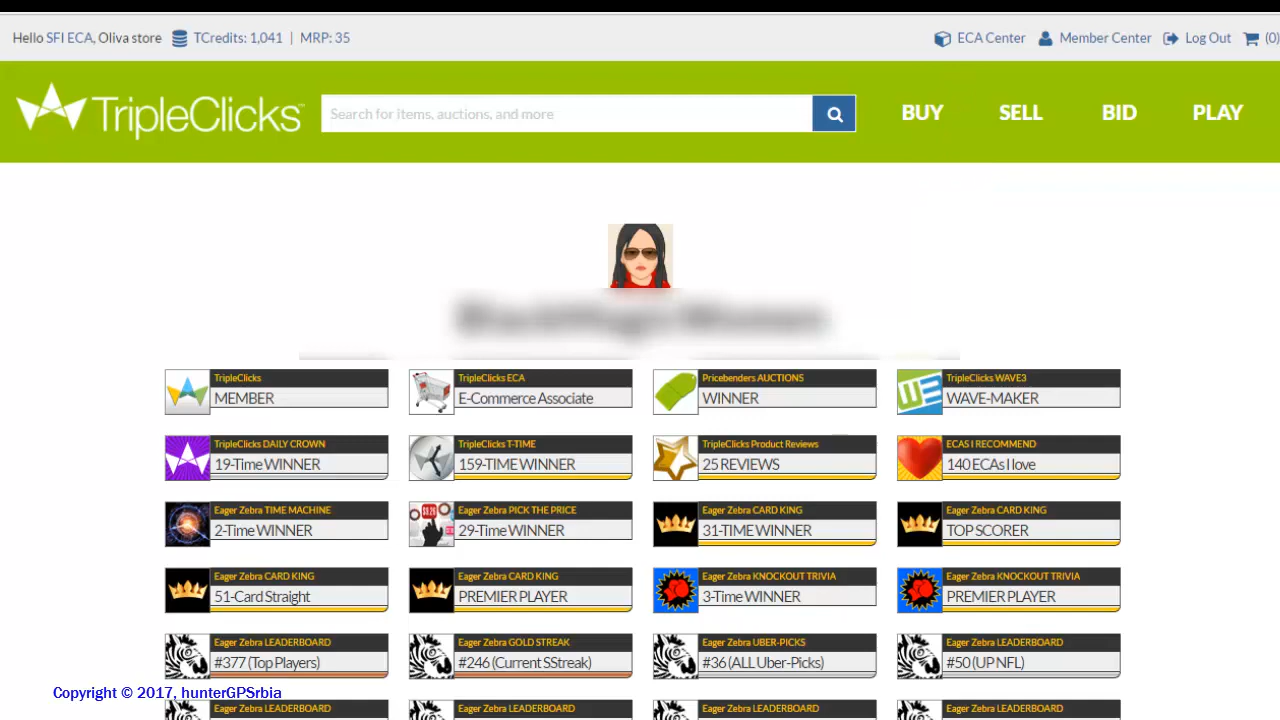 Hello SFI ECA, Oliva store TCredits: 1,041 | MRP: 35 ECA Center Member Center Log Out (0)
TripleClicks™ Search for items, auctions, and more BUY SELL BID PLAY
TripleClicks TripleClicks ECA Pricebenders AUCTIONS TripleClicks WAVE3
MEMBER E-Commerce Associate WINNER WAVE-MAKER
TripleClicks DAILY CROWN TripleClicks T-TIME TripleClicks Product Reviews ECAS I RECOMMEND
19-Time WINNER 159-TIME WINNER 25 REVIEWS 140 ECAs I love
Eager Zebra TIME MACHINE Eager Zebra PICK THE PRICE Eager Zebra CARD KING Eager Zebra CARD KING
2-Time WINNER 29-Time WINNER 31-TIME WINNER TOP SCORER
Eager Zebra CARD KING Eager Zebra CARD KING Eager Zebra KNOCKOUT TRIVIA Eager Zebra KNOCKOUT TRIVIA
51-Card Straight PREMIER PLAYER 3-Time WINNER PREMIER PLAYER
Eager Zebra LEADERBOARD Eager Zebra GOLD STREAK Eager Zebra UBER-PICKS Eager Zebra LEADERBOARD
#377 (Top Players) #246 (Current SStreak) #36 (ALL Uber-Picks) #50 (UP NFL)
Copyright © 2017, hunterGPSrbia
Eager Zebra LEADERBOARD Eager Zebra LEADERBOARD Eager Zebra LEADERBOARD Eager Zebra LEADERBOARD